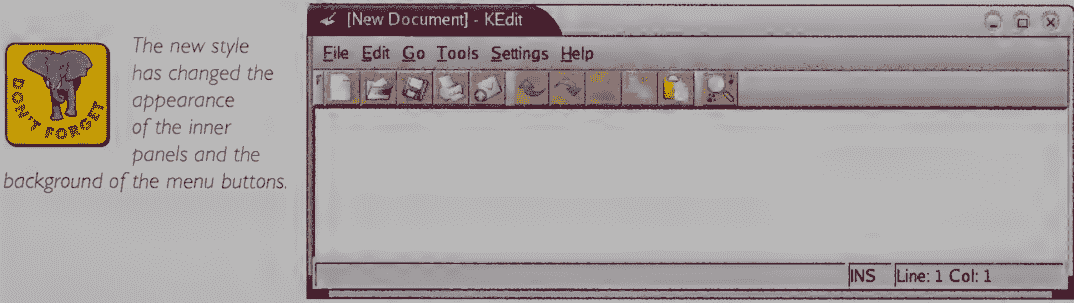 DON'T FORGET
The new style
has changed the
appearance
of the inner
panels and the
background of the menu buttons.
[New Document] - KEdit
File Edit Go Tools Settings Help
INS Line: 1 Col: 1